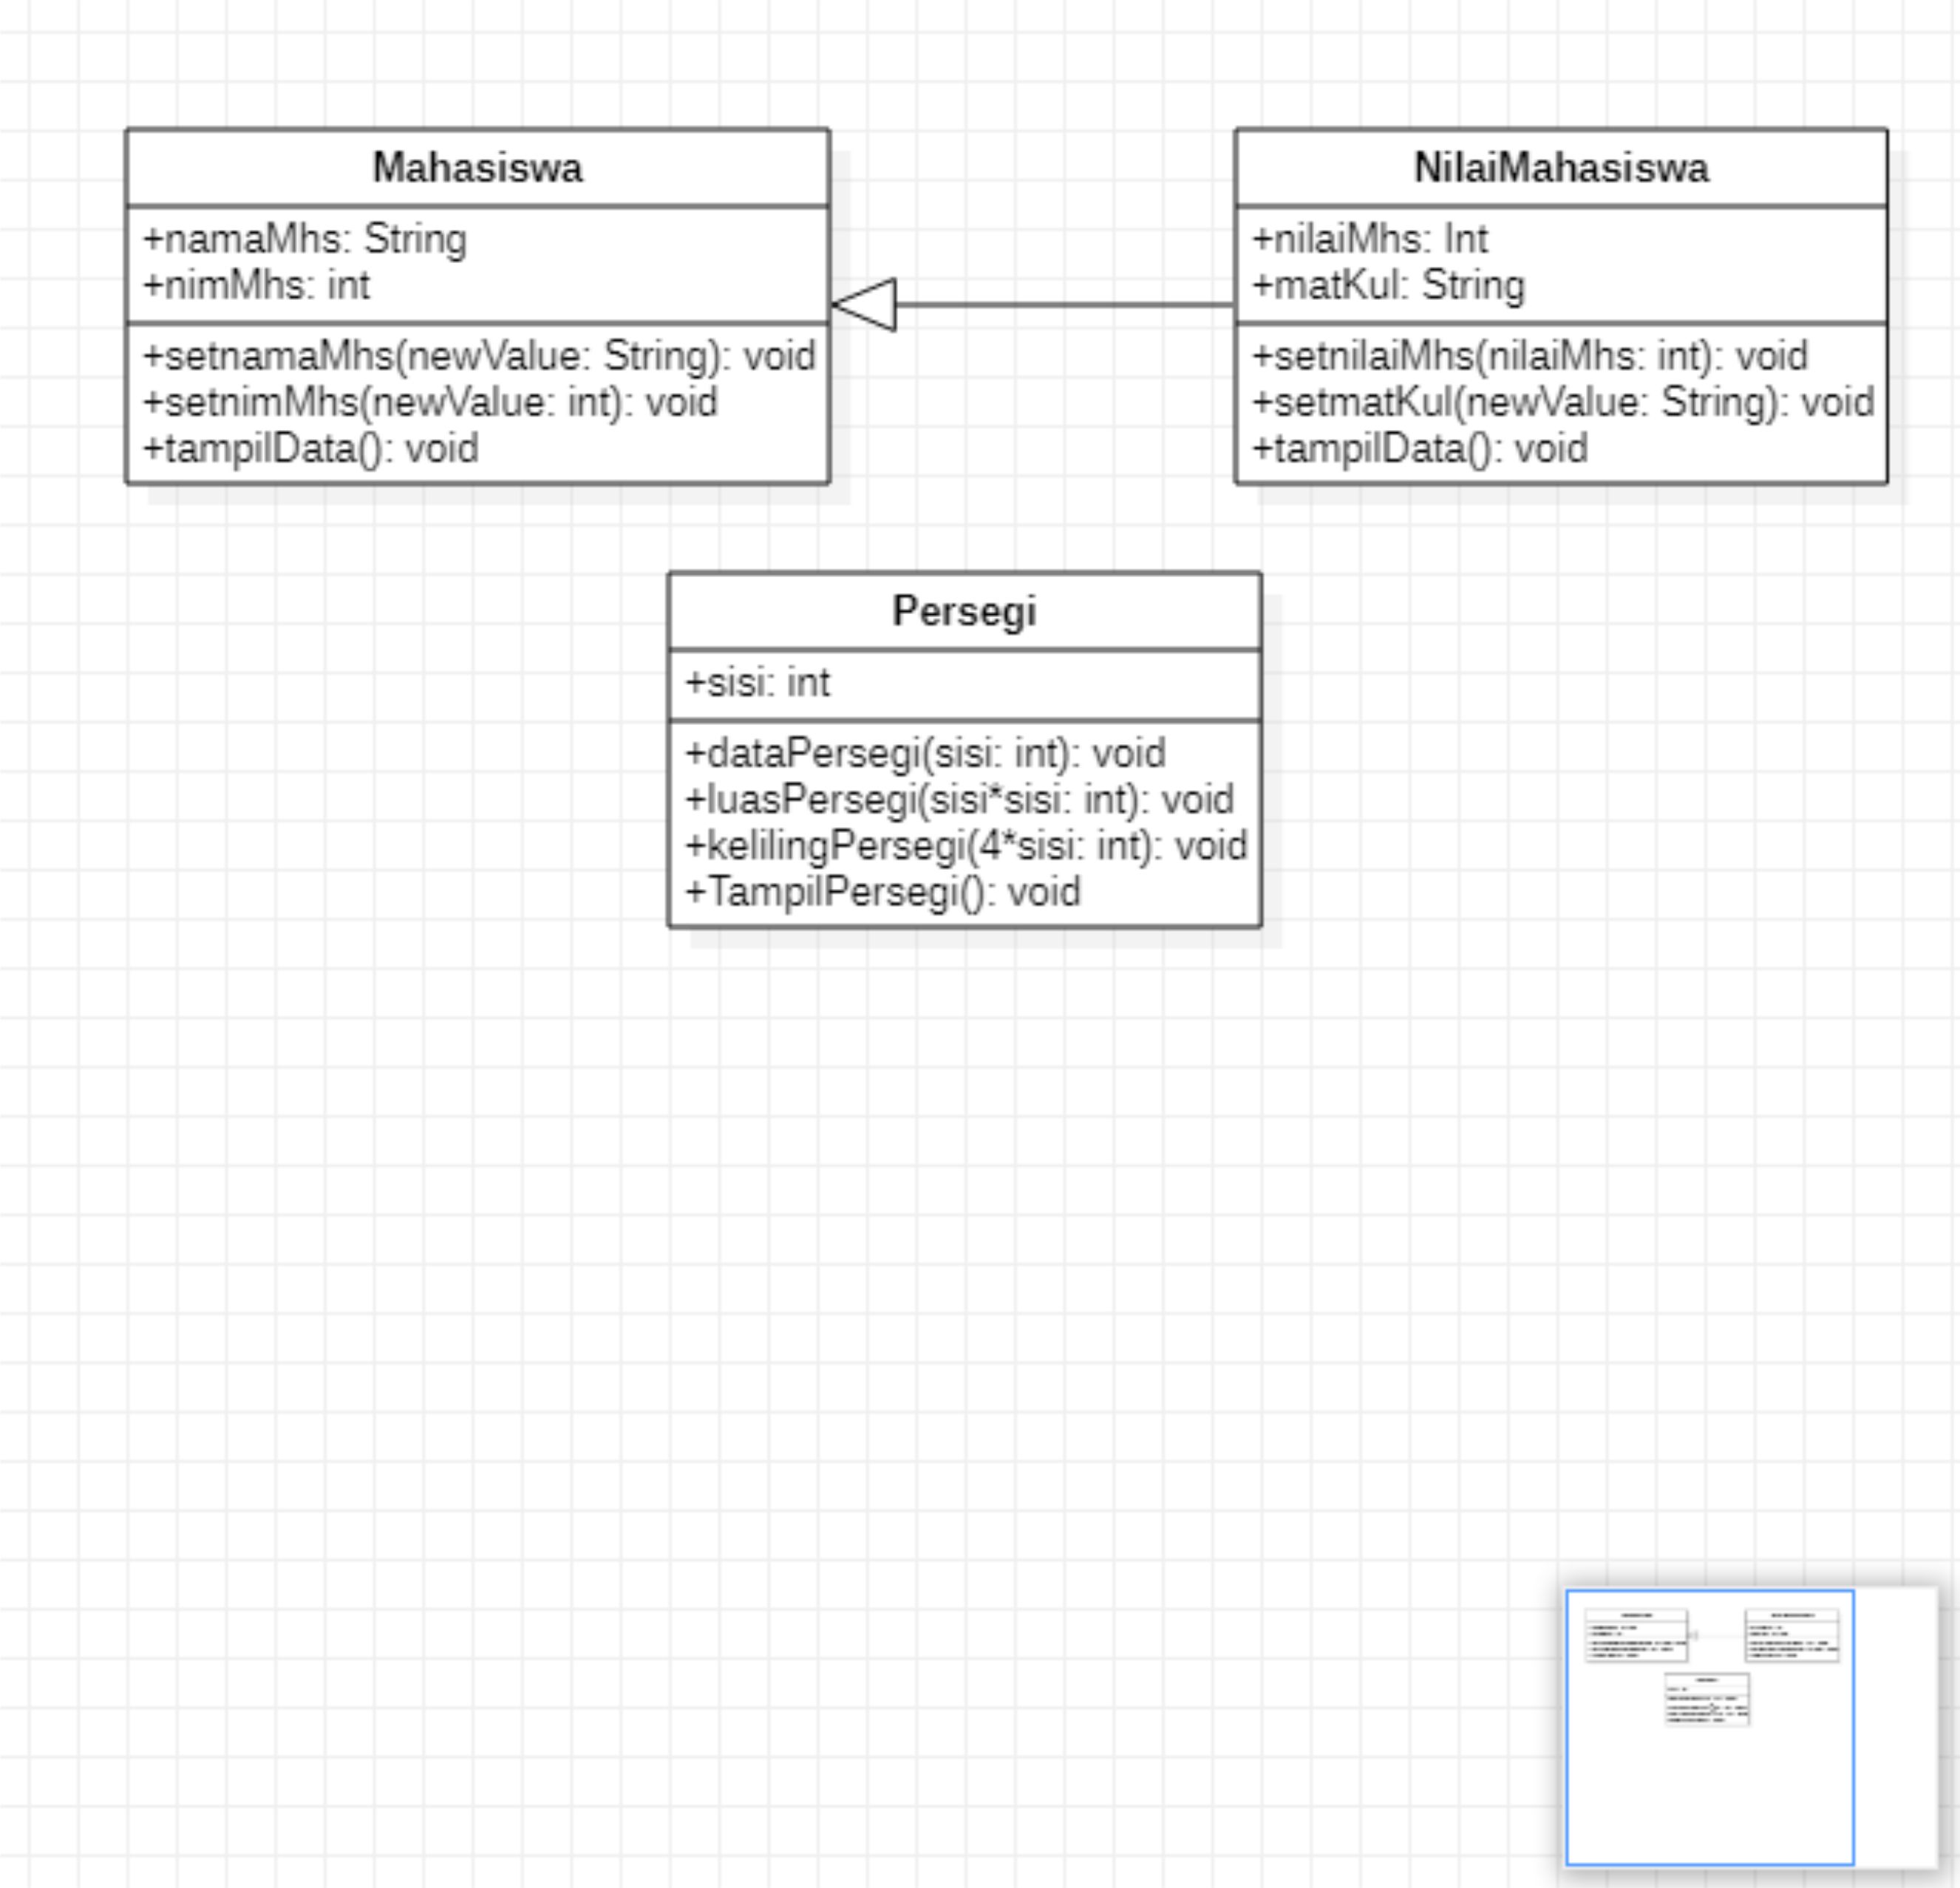 Mahasiswa
+namaMhs: String
+nimMhs: int
+setnamaMhs(newValue: String): void
+setnimMhs(newValue: int): void
+tampilData(): void
NilaiMahasiswa
+nilaiMhs: Int
+matKul: String
+setnilaiMhs(nilaiMhs: int): void
+setmatKul(newValue: String): void
+tampilData(): void
Persegi
+sisi: int
+dataPersegi(sisi: int): void
+luasPersegi(sisi*sisi: int): void
+kelilingPersegi(4*sisi: int): void
+TampilPersegi(): void